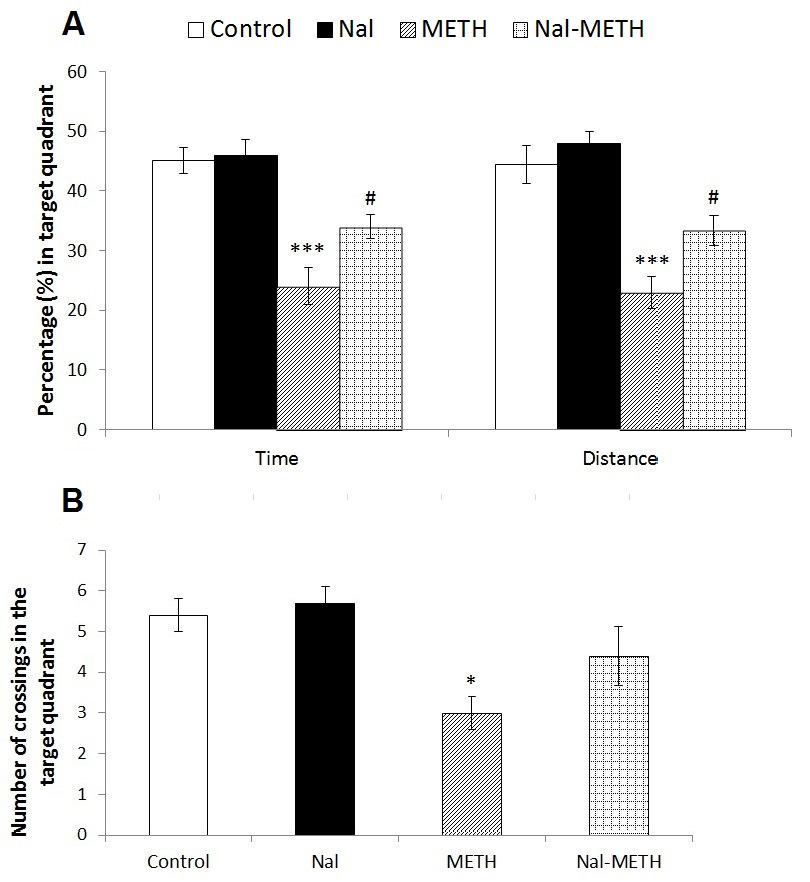 A
Control Nal METH Nal-METH
Percentage (%) in target quadrant
60
50
40
30
20
10
0
***
#
***
#
Time Distance
B
Number of crossings in the
target quadrant
7
6
5
4
3
2
1
0
*
Control Nal METH Nal-METH